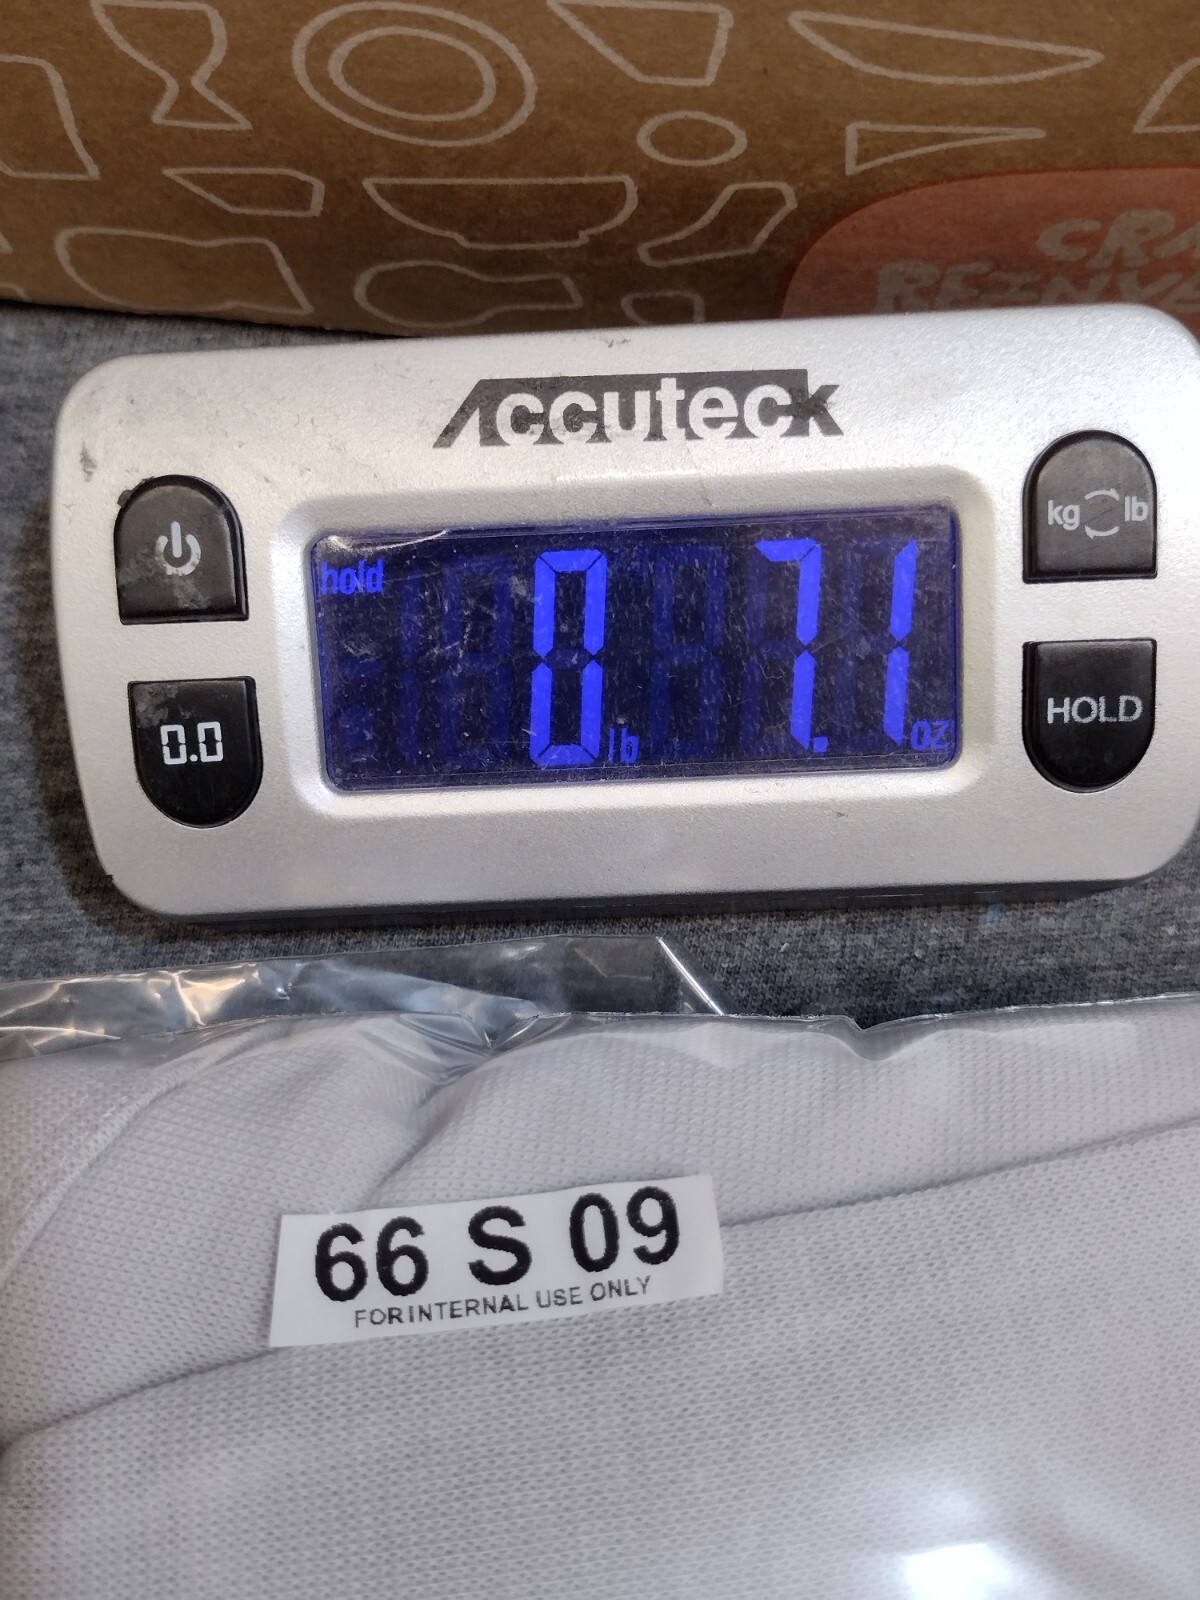 Accuteck
hold
0 lb 7.1 oz
kg lb
0.0
HOLD
66 S 09
FOR INTERNAL USE ONLY